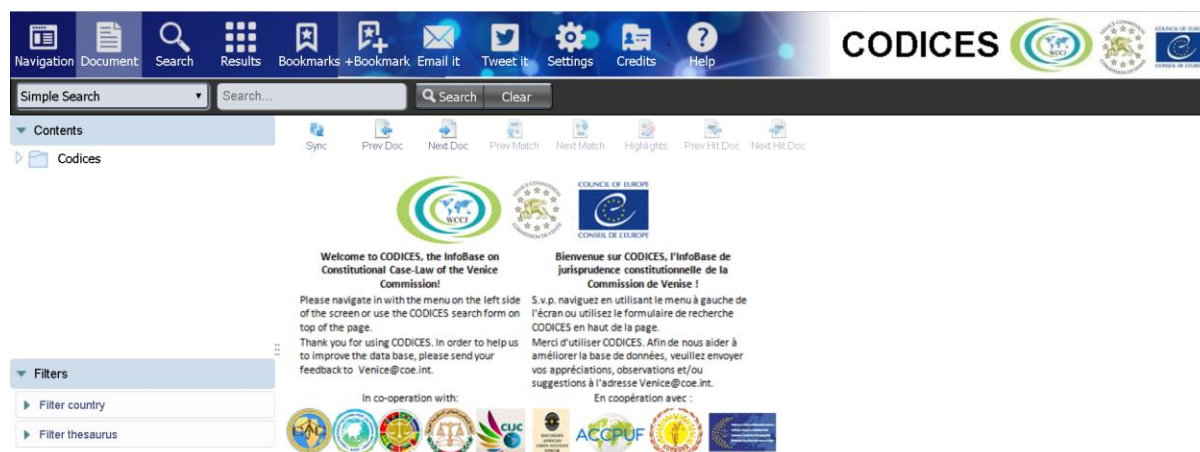 Navigation Document Search Results Bookmarks +Bookmark Email it Tweet it Settings Credits Help
CODICES
Simple Search Search... Search Clear
Contents
Codices
Sync Prev Doc Next Doc Prev Match Next Match Highlights Prev Hit Doc Next Hit Doc
WCCJ
COUNCIL OF EUROPE
CONSEIL DE L'EUROPE
Welcome to CODICES, the InfoBase on
Constitutional Case-Law of the Venice
Commission!
Please navigate in with the menu on the left side
of the screen or use the CODICES search form on
top of the page.
Thank you for using CODICES. In order to help us
to improve the data base, please send your
feedback to Venice@coe.int.
In co-operation with:
Bienvenue sur CODICES, l'InfoBase de
jurisprudence constitutionnelle de la
Commission de Venise !
S.v.p. naviguez en utilisant le menu à gauche de
l'écran ou utilisez le formulaire de recherche
CODICES en haut de la page.
Merci d'utiliser CODICES. Afin de nous aider à
améliorer la base de données, veuillez envoyer
vos appréciations, observations et/ou
suggestions à l'adresse Venice@coe.int.
En coopération avec :
Filters
Filter country
Filter thesaurus
CJC
ACCPUF